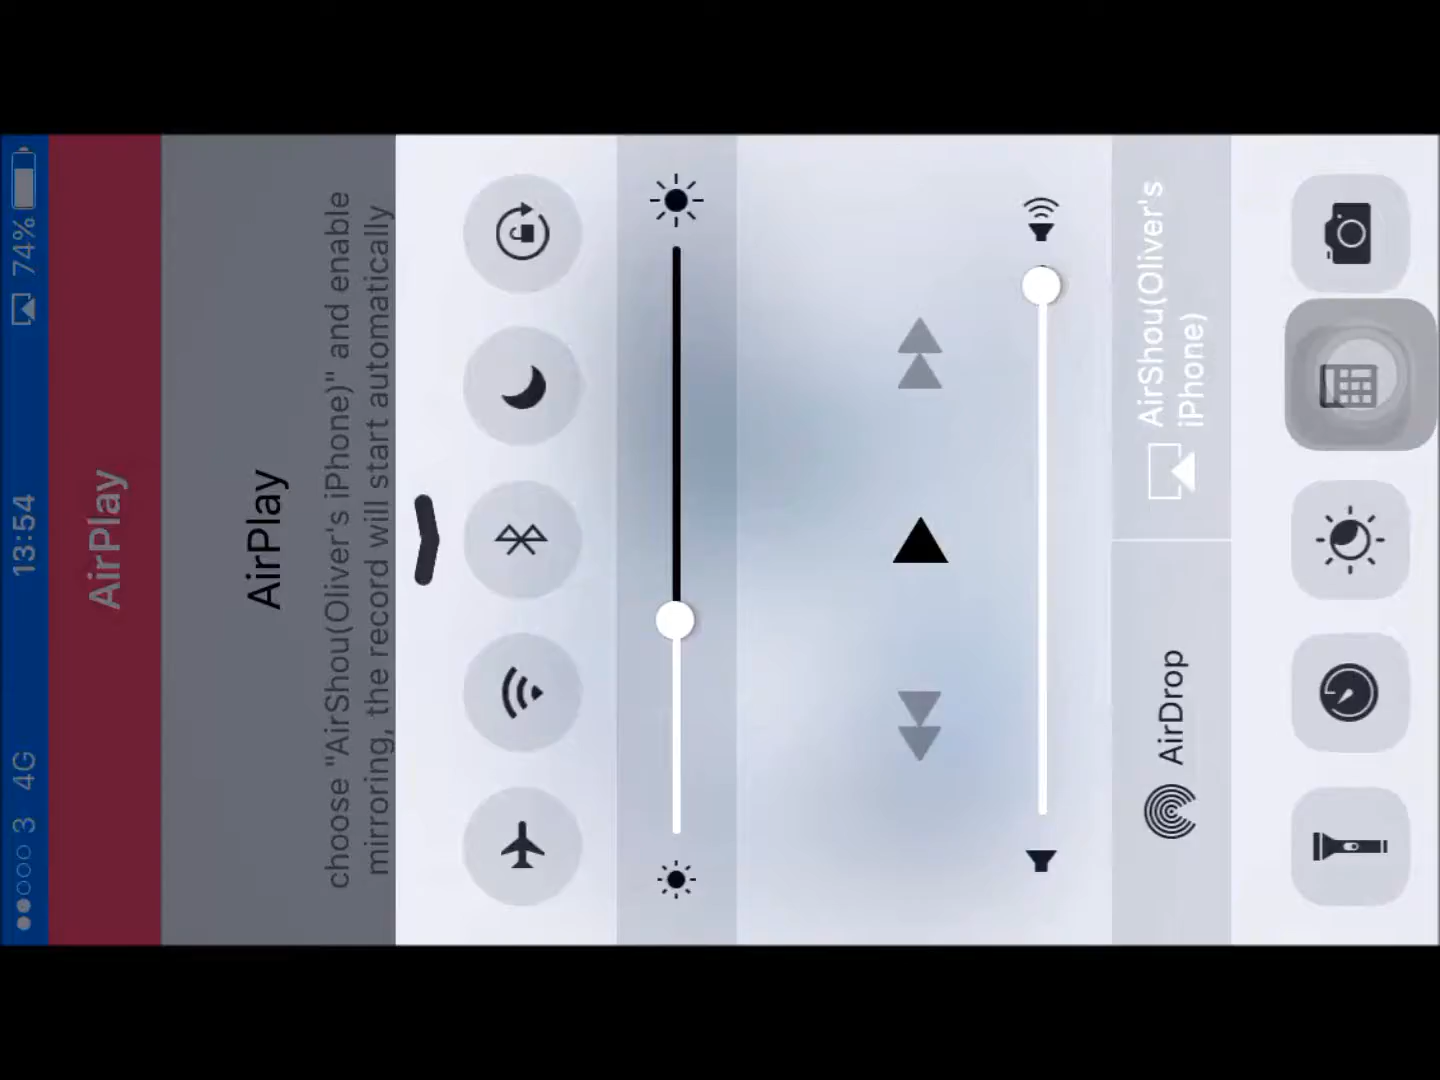 3 4G 13:54 74%
AirPlay
AirPlay
choose "AirShou(Oliver's iPhone)" and enable
mirroring, the record will start automatically
AirDrop
AirShou(Oliver's
iPhone)